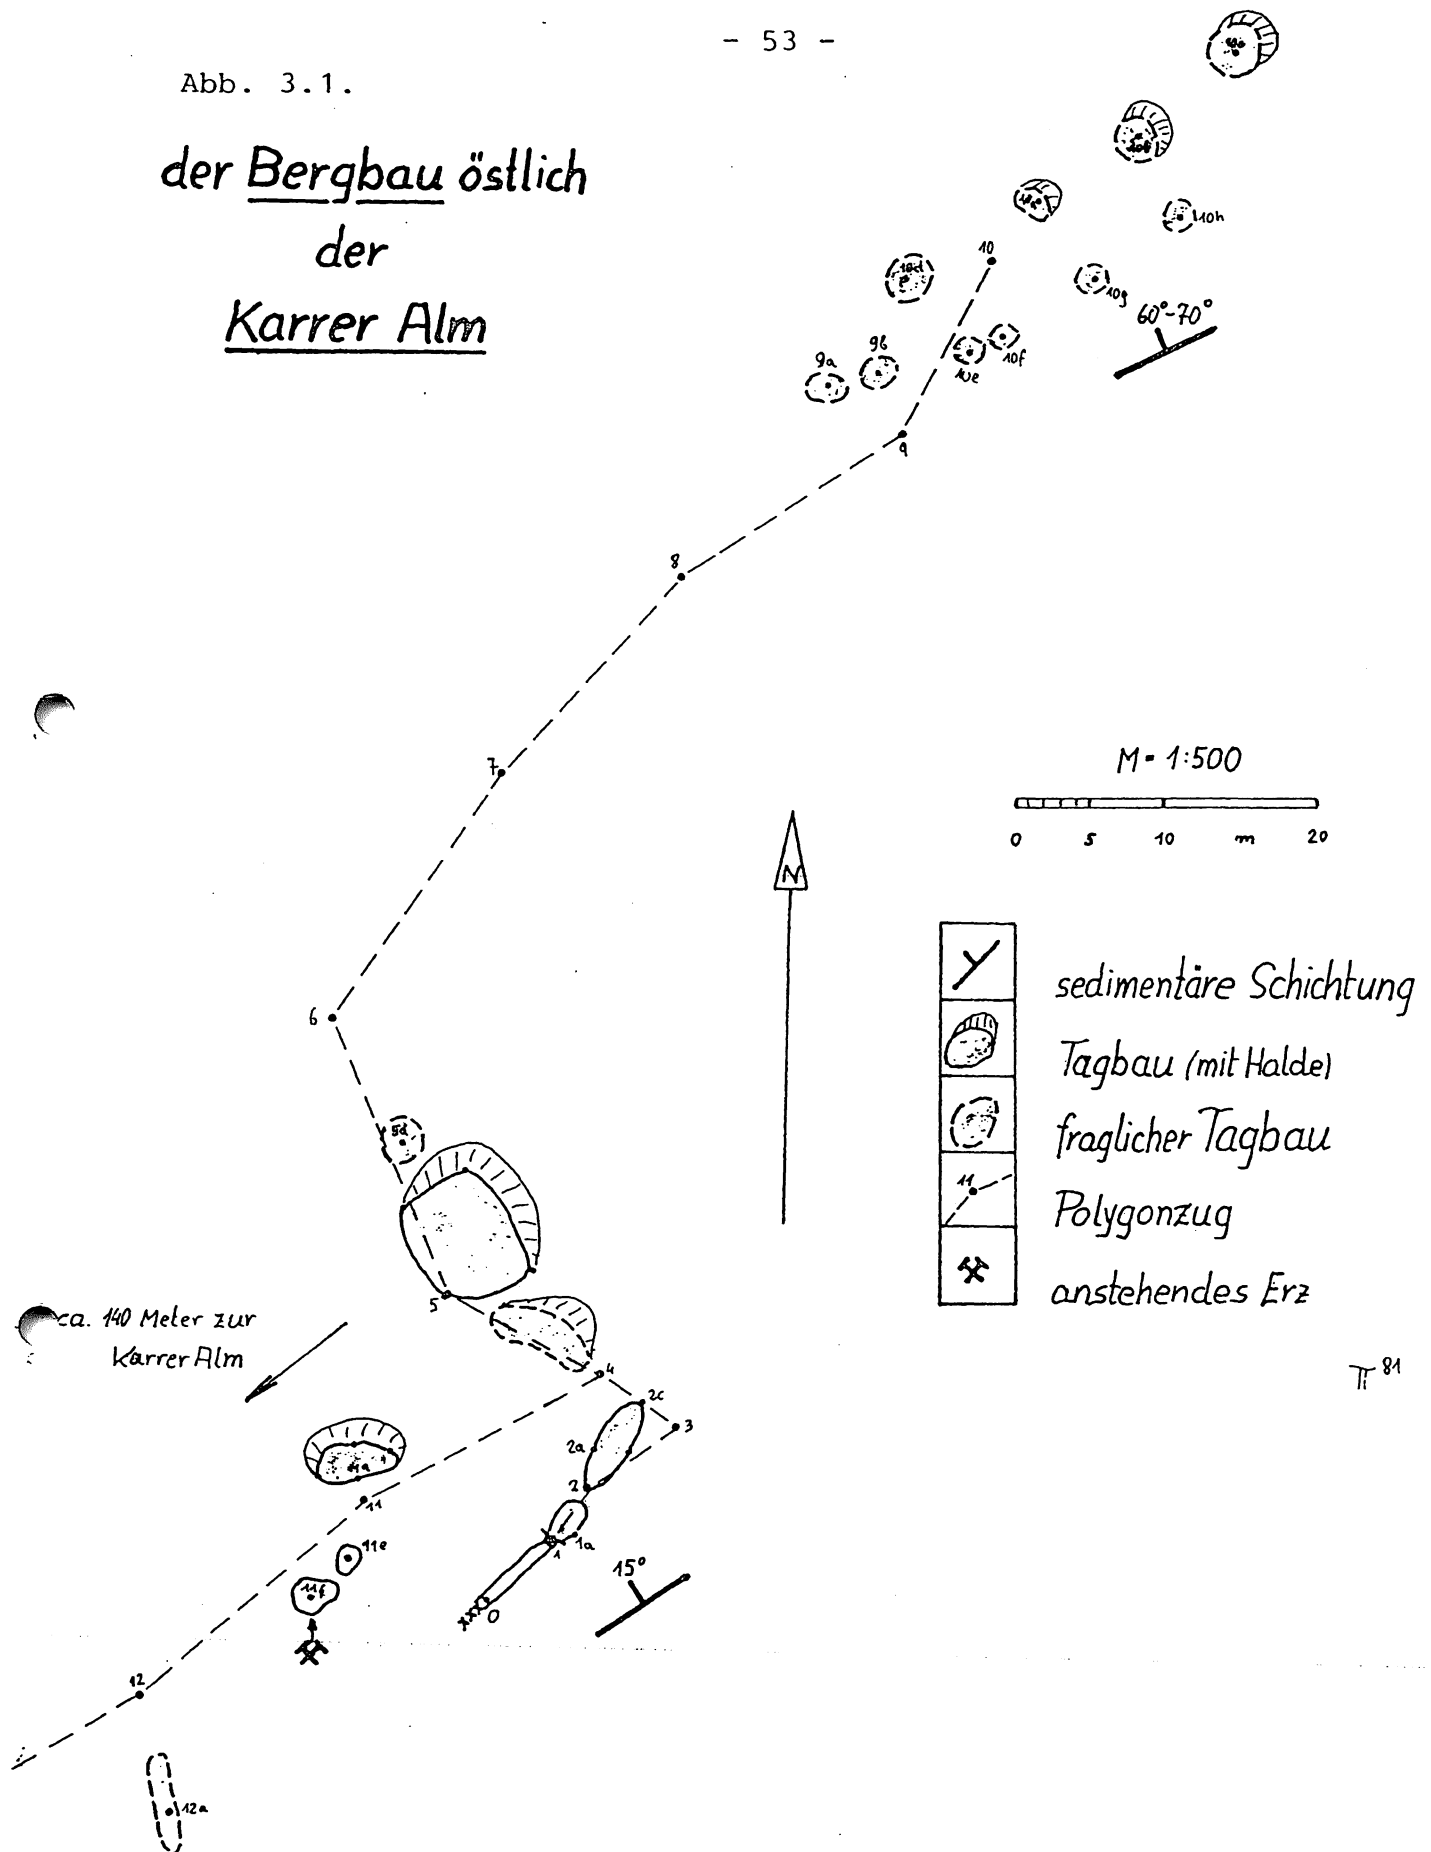 - 53 -
Abb. 3.1.
der Bergbau östlich
der
Karrer Alm
10h
10
10d
10g
60°-70°
9b
9a
10f
10e
9
8
7
M = 1:500
0 5 10 m 20
N
sedimentäre Schichtung
Tagbau (mit Halde)
fraglicher Tagbau
11
Polygonzug
anstehendes Erz
6
5d
5
ca. 140 Meter zur
Karrer Alm
π 81
4
2c
3
2a
2
11a
11
1a
1
11e
11f
15°
0
12
12a